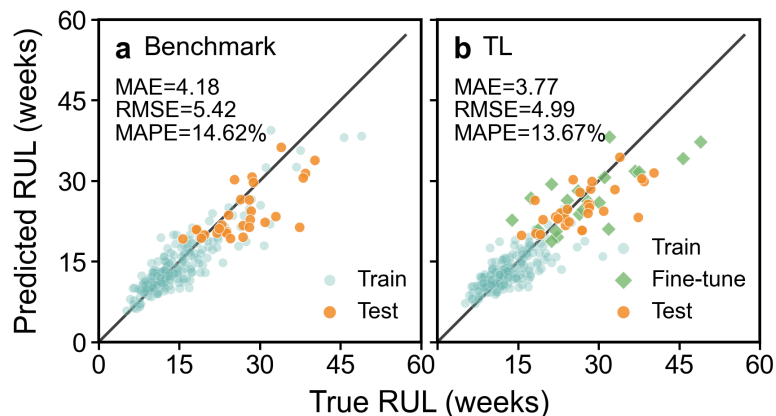 Predicted RUL (weeks)
60
45
30
15
0
a Benchmark
MAE=4.18
RMSE=5.42
MAPE=14.62%
Train
Test
0 15 30 45 60
b TL
MAE=3.77
RMSE=4.99
MAPE=13.67%
Train
Fine-tune
Test
15 30 45 60
True RUL (weeks)